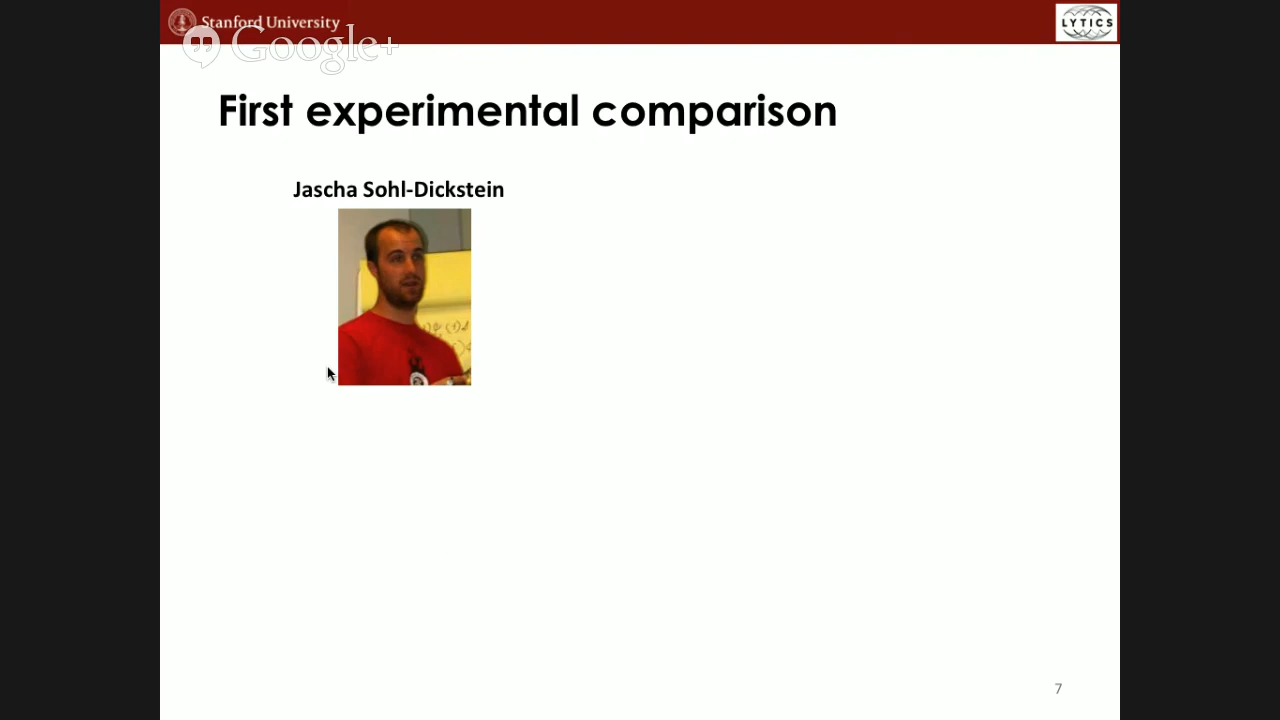 Stanford University
Google+
LYTICS
First experimental comparison
Jascha Sohl-Dickstein
7